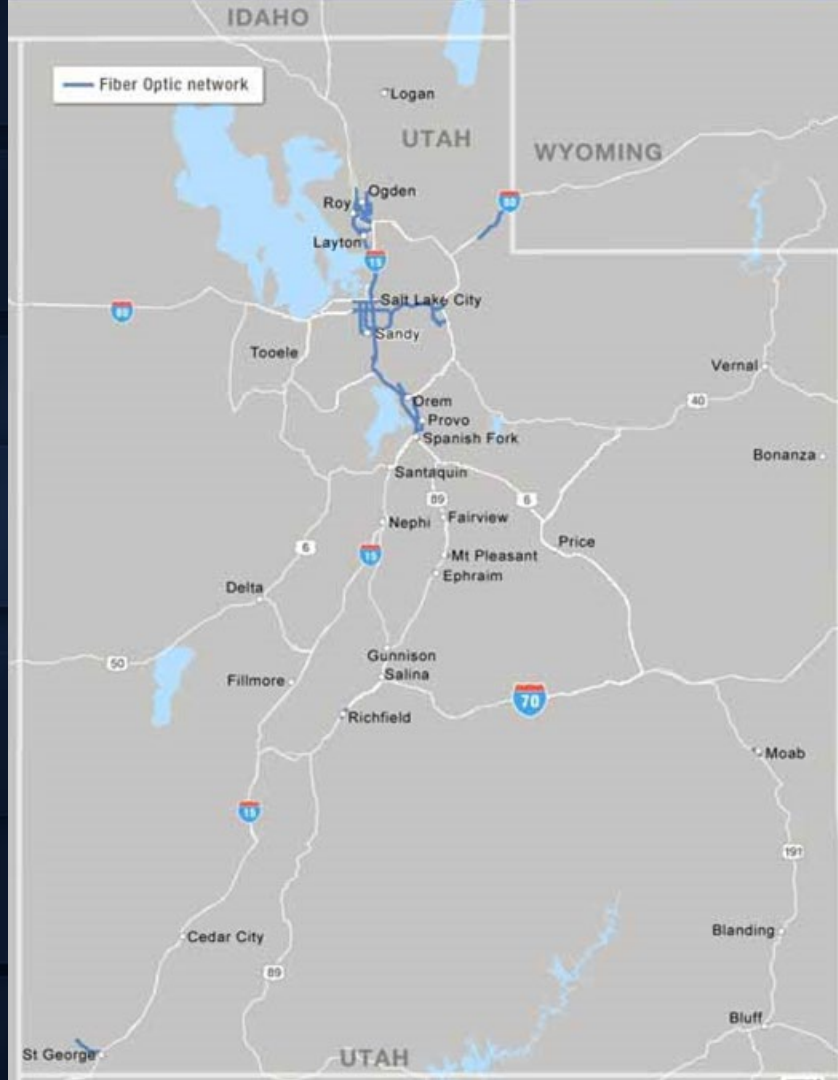 IDAHO
Fiber Optic network
Logan
UTAH
WYOMING
Ogden
Roy
80
Layton
15
Salt Lake City
80
Sandy
Tooele
Vernal
40
Orem
Provo
Spanish Fork
Bonanza
Santaquin
89
6
Fairview
Nephi
Price
6
15
Mt Pleasant
Ephraim
Delta
Gunnison
50
Salina
Fillmore
70
Richfield
Moab
15
191
Blanding
Cedar City
89
Bluff
St George
UTAH